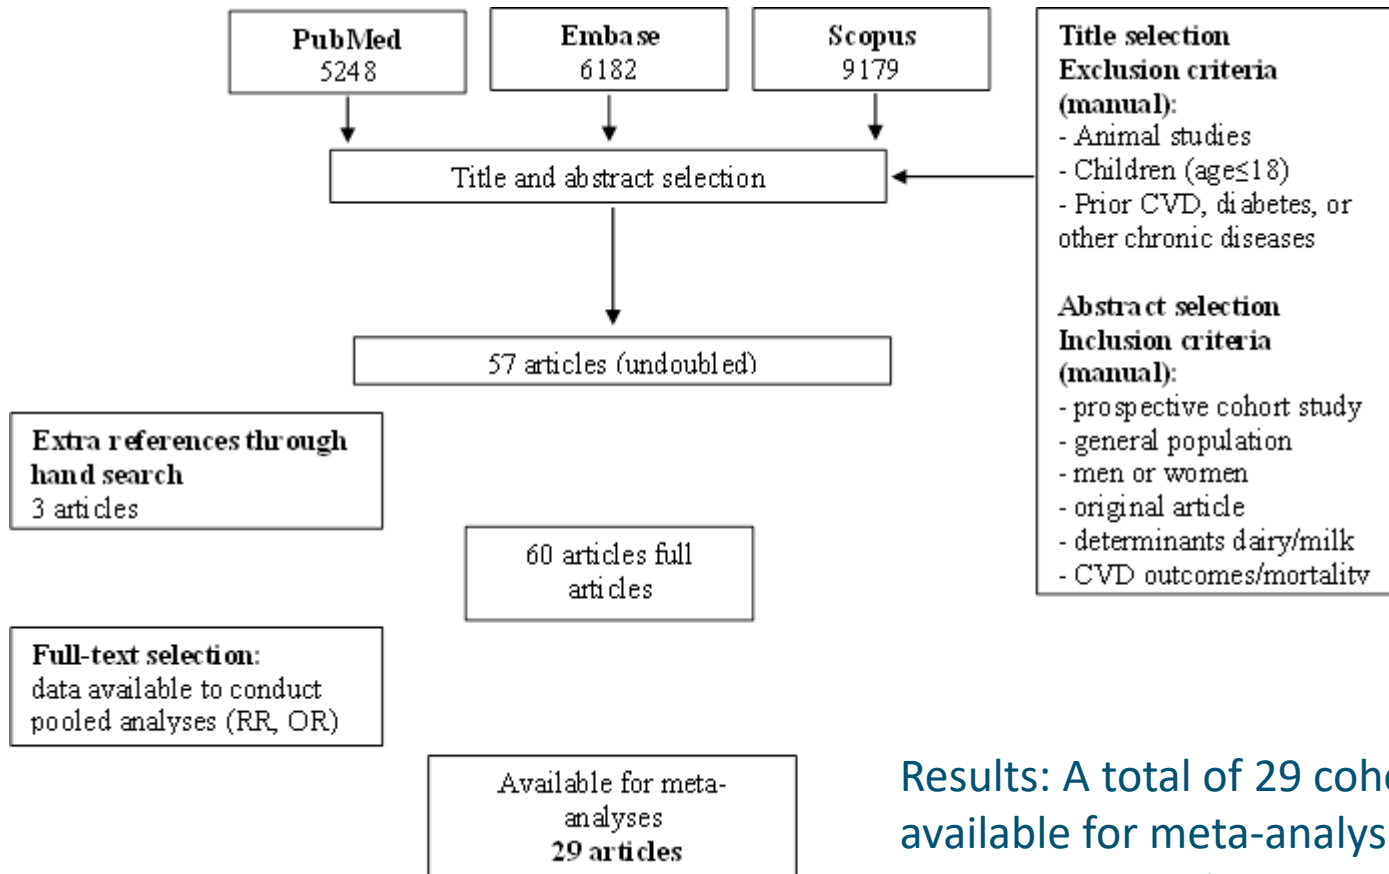 PubMed
5248
Embase
6182
Scopus
9179
Title and abstract selection
57 articles (undoubled)
Extra references through
hand search
3 articles
60 articles full
articles
Full-text selection:
data available to conduct
pooled analyses (RR, OR)
Available for meta-
analyses
29 articles
Title selection
Exclusion criteria
(manual):
- Animal studies
- Children (age≤18)
- Prior CVD, diabetes, or
other chronic diseases
Abstract selection
Inclusion criteria
(manual):
- prospective cohort study
- general population
- men or women
- original article
- determinants dairy/milk
- CVD outcomes/mortality
Results: A total of 29
available for